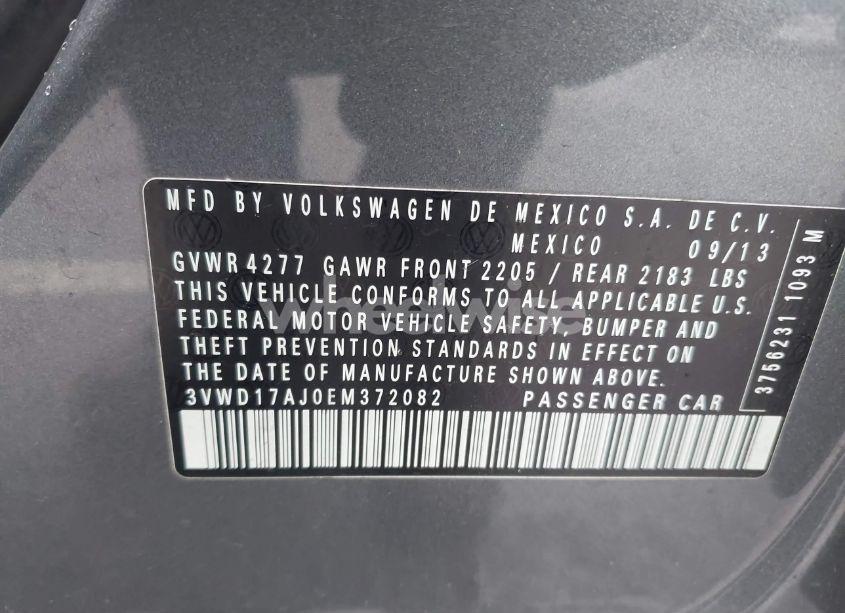 MFD BY VOLKSWAGEN DE MEXICO S.A. DE C.V.
MEXICO 09/13
GVWR 4277 GAWR FRONT 2205 / REAR 2183 LBS
THIS VEHICLE CONFORMS TO ALL APPLICABLE U.S.
FEDERAL MOTOR VEHICLE SAFETY, BUMPER AND
THEFT PREVENTION STANDARDS IN EFFECT ON
THE DATE OF MANUFACTURE SHOWN ABOVE.
3VWD17AJ0EM372082 PASSENGER CAR
3756231 1093 M
wheelwise